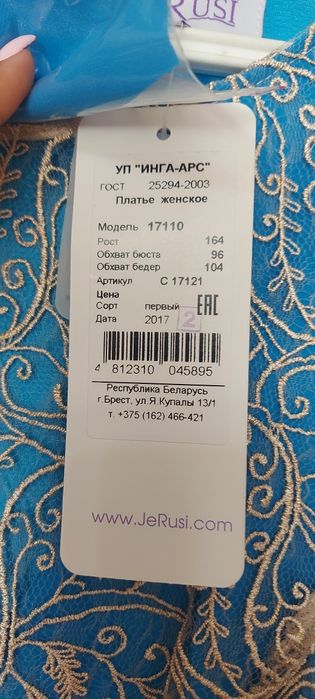 RUSI
УП "ИНГА-АРС"
ГОСТ 25294-2003
Платье женское
Модель 17110
Рост 164
Обхват бюста 96
Обхват бедер 104
Артикул С 17121
Цена
Сорт первый ЕАС
Дата 2017 2
4 812310 045895
Республика Беларусь
г.Брест, ул.Я.Купалы 13/1
т. +375 (162) 466-421
www.JeRusi.com